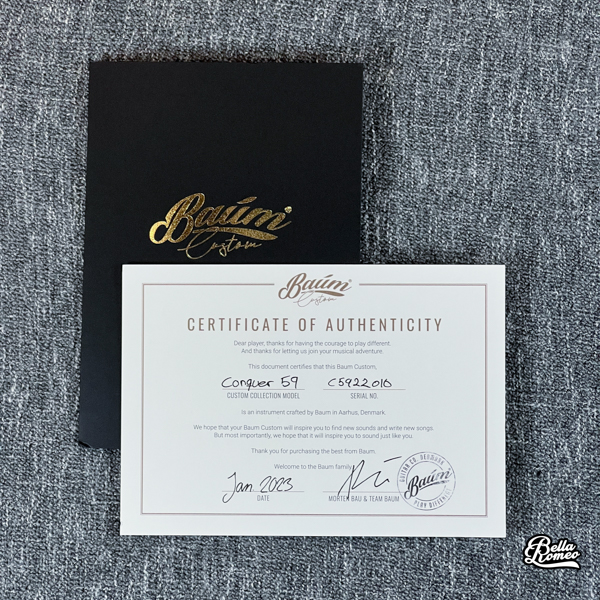 Baúm
Custom
Baúm
Custom
CERTIFICATE OF AUTHENTICITY
Dear player, thanks for having the courage to play different.
And thanks for letting us join your musical adventure.
This document certifies that this Baum Custom,
Conquer 59 C5922010
CUSTOM COLLECTION MODEL SERIAL NO.
is an instrument crafted by Baum in Aarhus, Denmark
We hope that your Baum Custom will inspire you to find new sounds and write new songs.
But most importantly, we hope that it will inspire you to sound just like you.
Thank you for purchasing the best from Baum.
Welcome to the Baum family
Jan 2023
DATE MORTEN BAU & TEAM BAUM
GUITAR CO. DENMARK
Baúm
PLAY DIFFERENT
Bella
Romeo